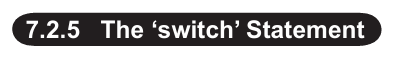 7.2.5 The ‘switch’ Statement